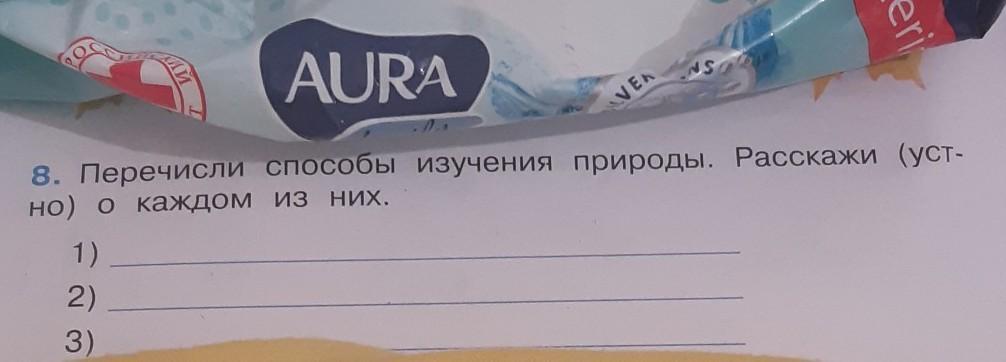 AURA
8. Перечисли способы изучения природы. Расскажи (уст-
но) о каждом из них.
1)
2)
3)